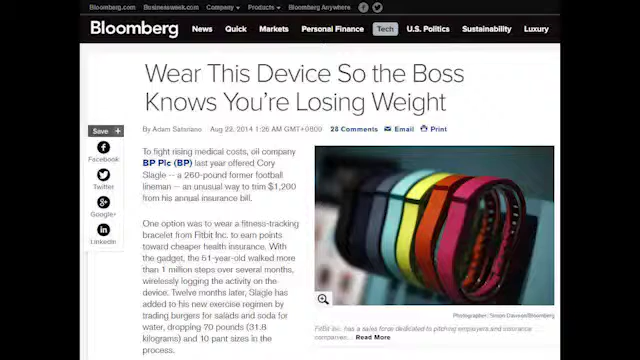 Bloomberg.com Businessweek.com Company Products Bloomberg Anywhere
Bloomberg News Quick Markets Personal Finance Tech U.S. Politics Sustainability Luxury
Wear This Device So the Boss
Knows You're Losing Weight
By Adam Satariano Aug 22, 2014 1:26 AM GMT+0800 28 Comments Email Print
Save +
Facebook
Twitter
Google+
LinkedIn
To fight rising medical costs, oil company
BP Plc (BP) last year offered Cory
Slagle -- a 260-pound former football
lineman -- an unusual way to trim $1,200
from his annual insurance bill.
One option was to wear a fitness-tracking
bracelet from Fitbit Inc. to earn points
toward cheaper health insurance. With
the gadget, the 51-year-old walked more
than 1 million steps over several months,
wirelessly logging the activity on the
device. Twelve months later, Slagle has
added to his new exercise regimen by
trading burgers for salads and soda for
water, dropping 70 pounds (31.8
kilograms) and 10 pant sizes in the
process.
Photographer: Simon Dawson/Bloomberg
Fitbit Inc. has a sales force dedicated to pitching employers and insurance
companies... Read More